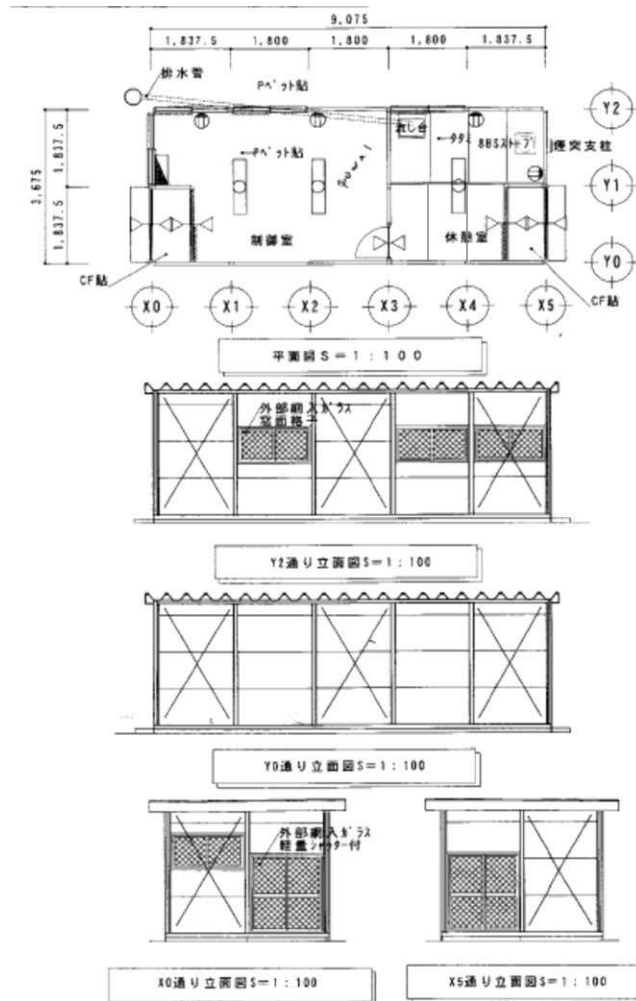 9,075
1,837.5 1,800 1,800 1,800 1,837.5
排水管
Pペット貼
Y2
流し台
←タタミ
8BSストーブ
煙突支柱
←Pペット貼
3,675
1,837.5
1,837.5
Y1
制御室
休憩室
Y0
CF貼
CF貼
X0 X1 X2 X3 X4 X5
平面図S=1:100
外部網入ガラス
窓面格子
Y2通り立面図S=1:100
Y0通り立面図S=1:100
外部網入ガラス
軽量シャッター付
X0通り立面図S=1:100
X5通り立面図S=1:100